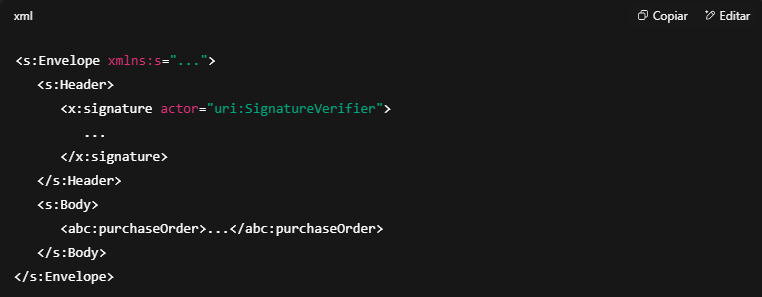 xml Copiar Editar
<s:Envelope xmlns:s="...">
   <s:Header>
      <x:signature actor="uri:SignatureVerifier">
         ...
      </x:signature>
   </s:Header>
   <s:Body>
      <abc:purchaseOrder>...</abc:purchaseOrder>
   </s:Body>
</s:Envelope>